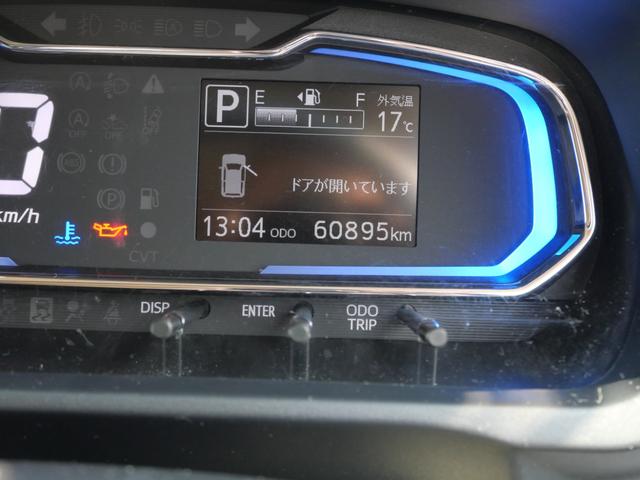 E F 外気温
P 17℃
0
ドアが開いています
km/h
13:04 ODO 60895km
CVT
DISP ENTER ODO
TRIP